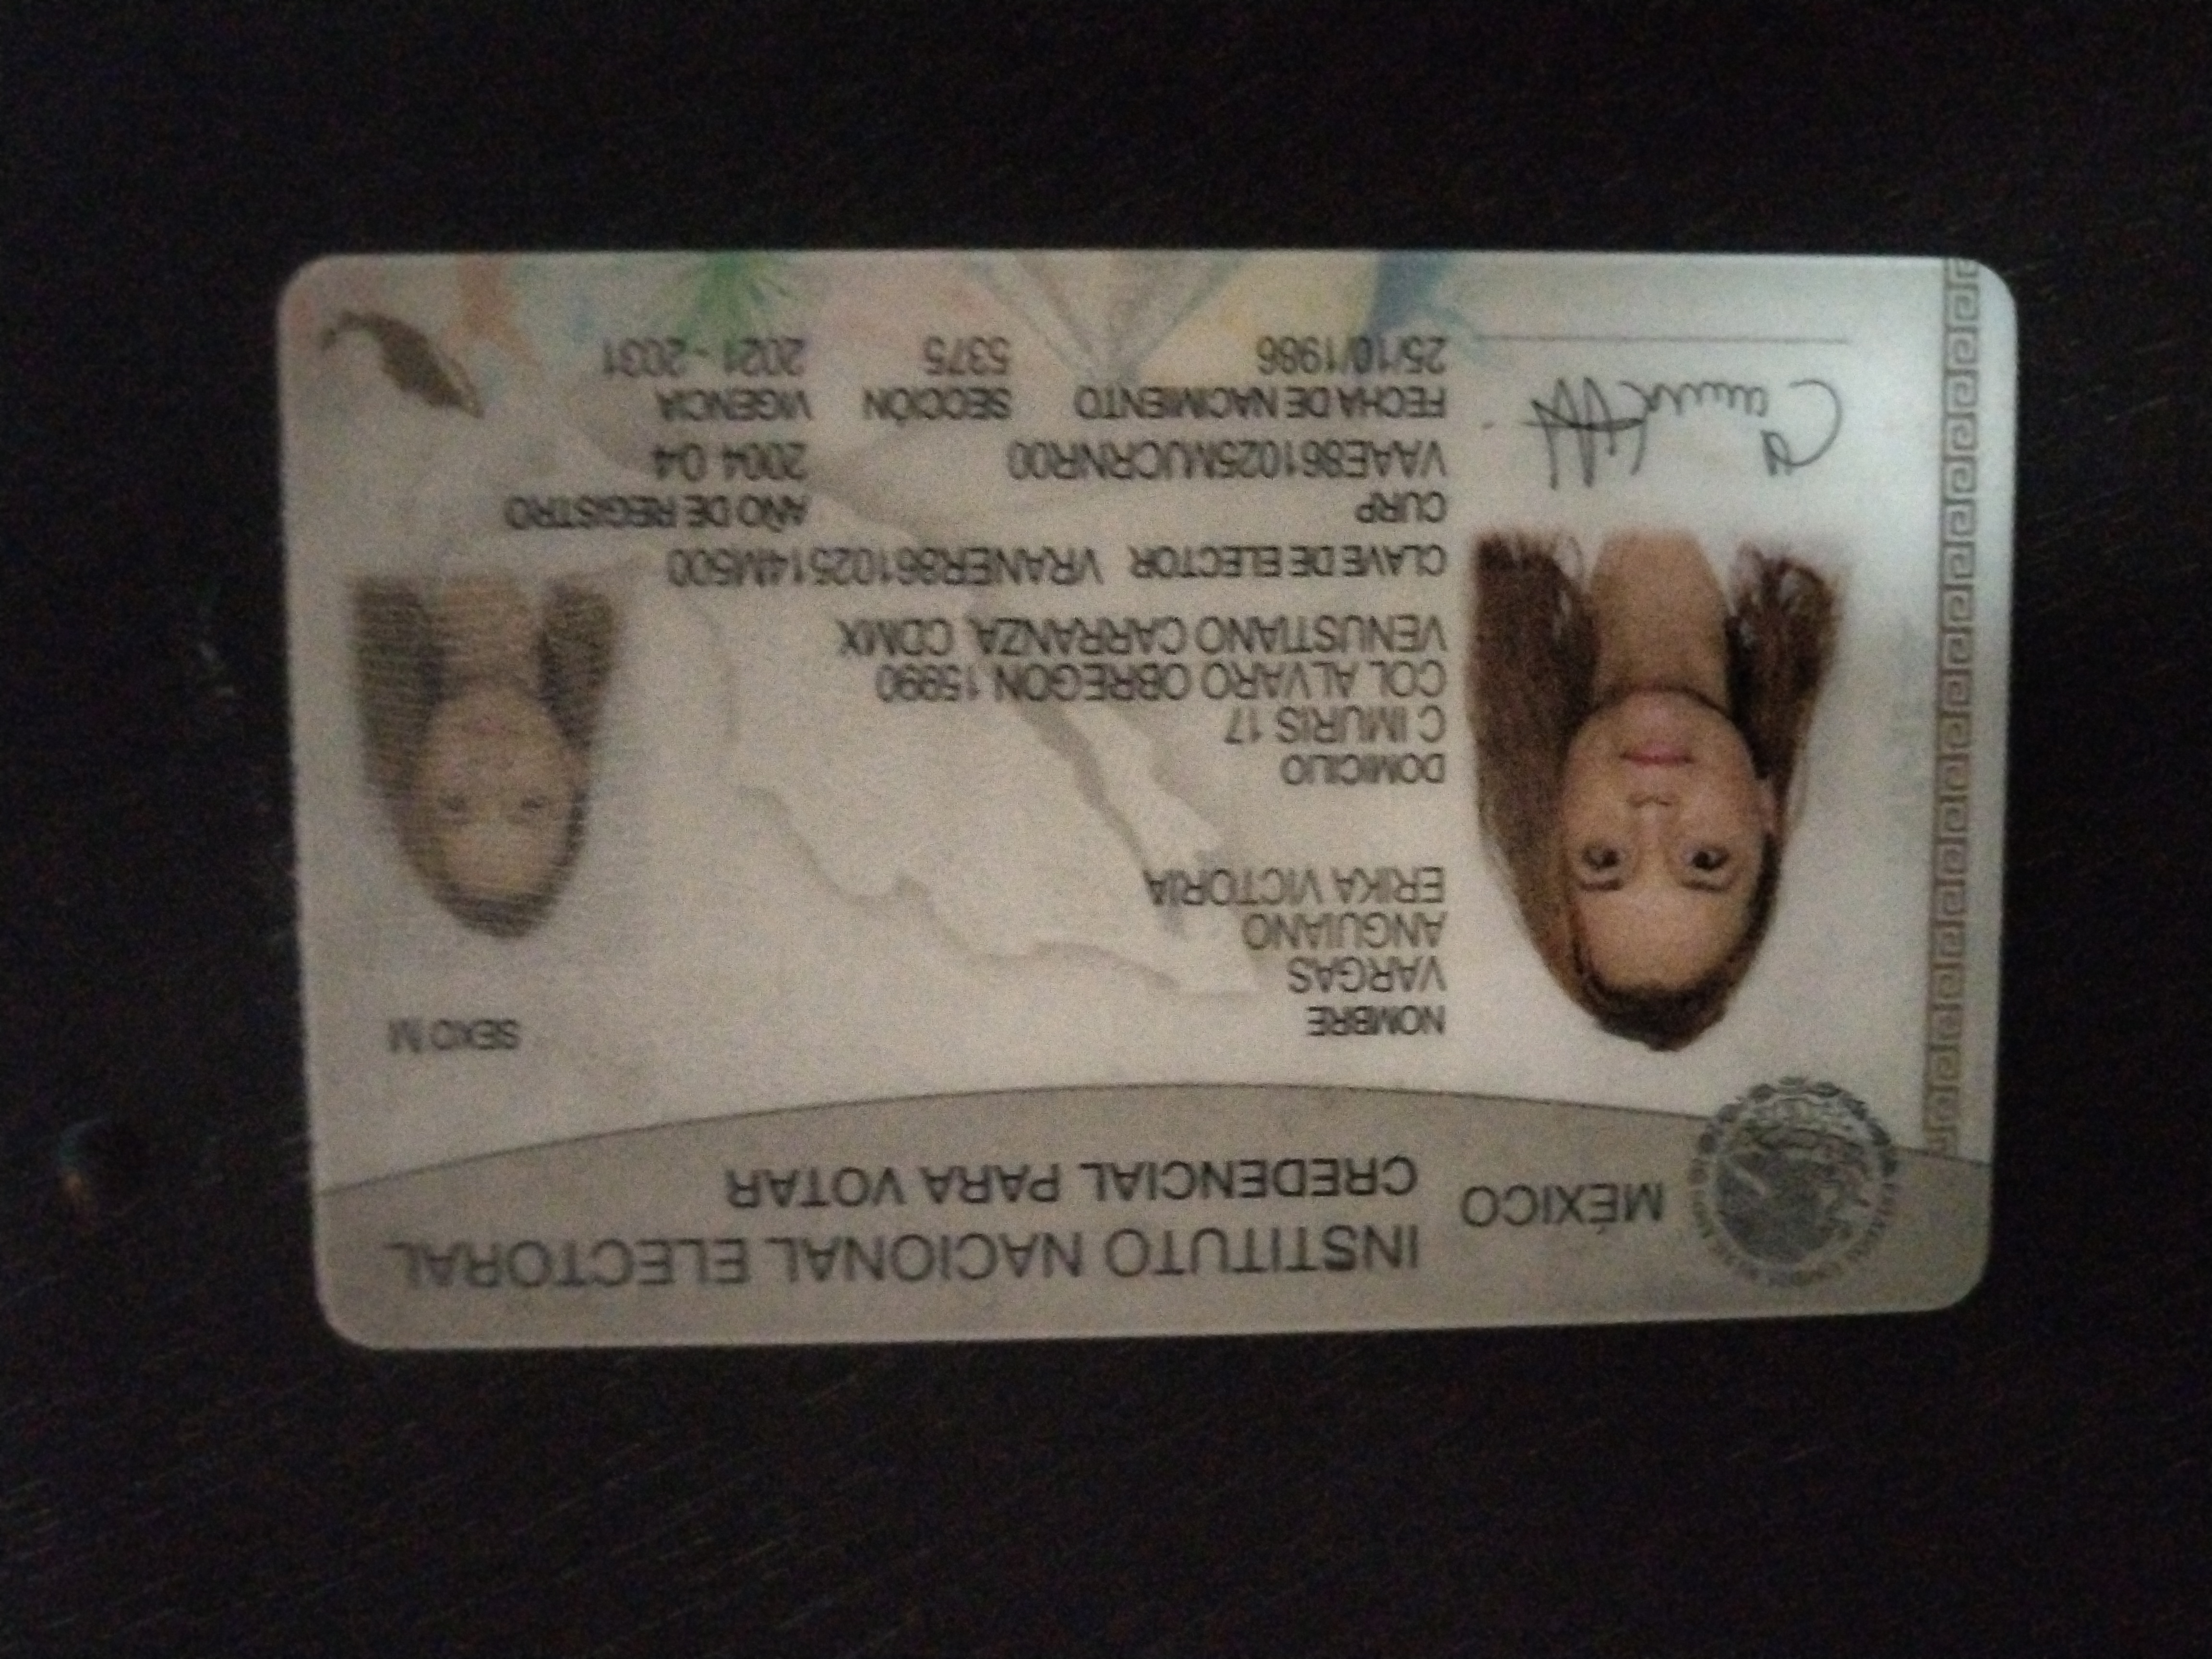 MÉXICO
INSTITUTO NACIONAL ELECTORAL
CREDENCIAL PARA VOTAR
NOMBRE
VARGAS
ANGUIANO
ERIKA VICTORIA
SEXO M
DOMICILIO
C IMURIS 17
COL ALVARO OBREGON 15990
VENUSTIANO CARRANZA, CDMX
CLAVE DE ELECTOR VRANER86102514M500
CURP
VAAE861025MJCRNR00
AÑO DE REGISTRO
2004 04
FECHA DE NACIMIENTO
25/10/1986
SECCIÓN
5375
VIGENCIA
2021 - 2031